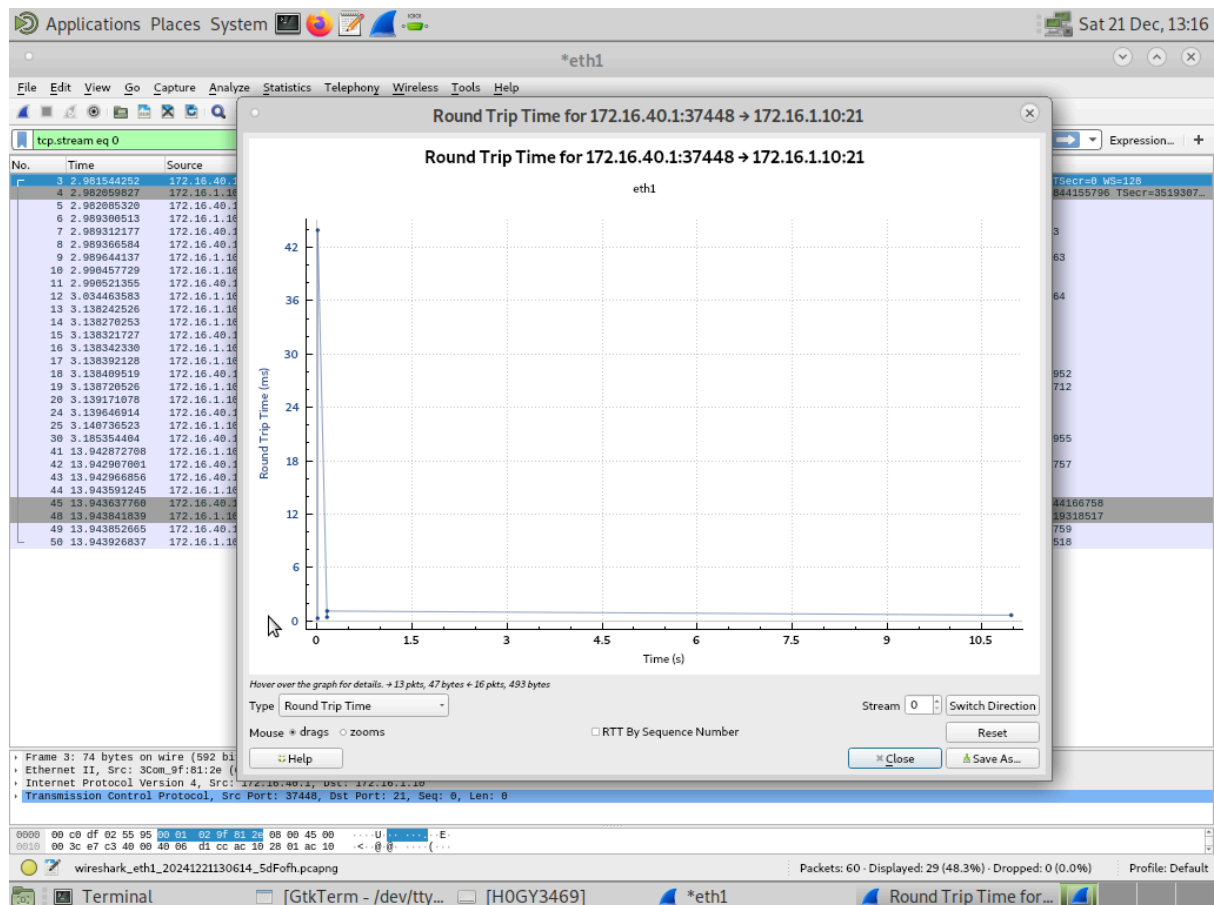 Applications Places System
Sat 21 Dec, 13:16
*eth1
File Edit View Go Capture Analyze Statistics Telephony Wireless Tools Help
tcp.stream eq 0
Expression... +
No. Time Source
3 2.981544252 172.16.40.1 TSecr=0 WS=128
4 2.982059827 172.16.1.10 844155796 TSecr=3519307…
5 2.982085320 172.16.40.1
6 2.989300513 172.16.1.10
7 2.989312177 172.16.40.1 3
8 2.989366584 172.16.40.1
9 2.989644137 172.16.1.10 63
10 2.990457729 172.16.1.10
11 2.990521355 172.16.40.1
12 3.034463583 172.16.1.10 64
13 3.138242526 172.16.1.10
14 3.138270253 172.16.1.10
15 3.138321727 172.16.40.1
16 3.138342330 172.16.1.10
17 3.138392128 172.16.1.10
18 3.138409519 172.16.40.1 952
19 3.138720526 172.16.1.10 712
20 3.139171078 172.16.1.10
24 3.139646914 172.16.40.1
25 3.140736523 172.16.1.10
30 3.185354404 172.16.40.1 955
41 13.942872708 172.16.1.10
42 13.942907001 172.16.40.1 757
43 13.942966856 172.16.40.1
44 13.943591245 172.16.1.10
45 13.943637760 172.16.40.1 44166758
48 13.943841839 172.16.1.10 19318517
49 13.943852665 172.16.40.1 759
50 13.943926837 172.16.1.10 518
Round Trip Time for 172.16.40.1:37448 → 172.16.1.10:21
Round Trip Time for 172.16.40.1:37448 → 172.16.1.10:21
eth1
Round Trip Time (ms)
42
36
30
24
18
12
6
0
0 1.5 3 4.5 6 7.5 9 10.5
Time (s)
Hover over the graph for details. → 13 pkts, 47 bytes ← 16 pkts, 493 bytes
Type Round Trip Time
Stream 0 Switch Direction
Mouse drags zooms
RTT By Sequence Number
Reset
Help
Close
Save As...
Frame 3: 74 bytes on wire (592 bi
Ethernet II, Src: 3Com_9f:81:2e (
Internet Protocol Version 4, Src: 172.16.40.1, Dst: 172.16.1.10
Transmission Control Protocol, Src Port: 37448, Dst Port: 21, Seq: 0, Len: 0
0000 00 c0 df 02 55 95 00 01 02 9f 81 2e 08 00 45 00 ····U··· ····.··E·
0010 00 3c e7 c3 40 00 40 06 d1 cc ac 10 28 01 ac 10 ·<··@·@· ····(···
wireshark_eth1_20241221130614_5dFofh.pcapng
Packets: 60 · Displayed: 29 (48.3%) · Dropped: 0 (0.0%)
Profile: Default
Terminal
[GtkTerm - /dev/tty...
[H0GY3469]
*eth1
Round Trip Time for...